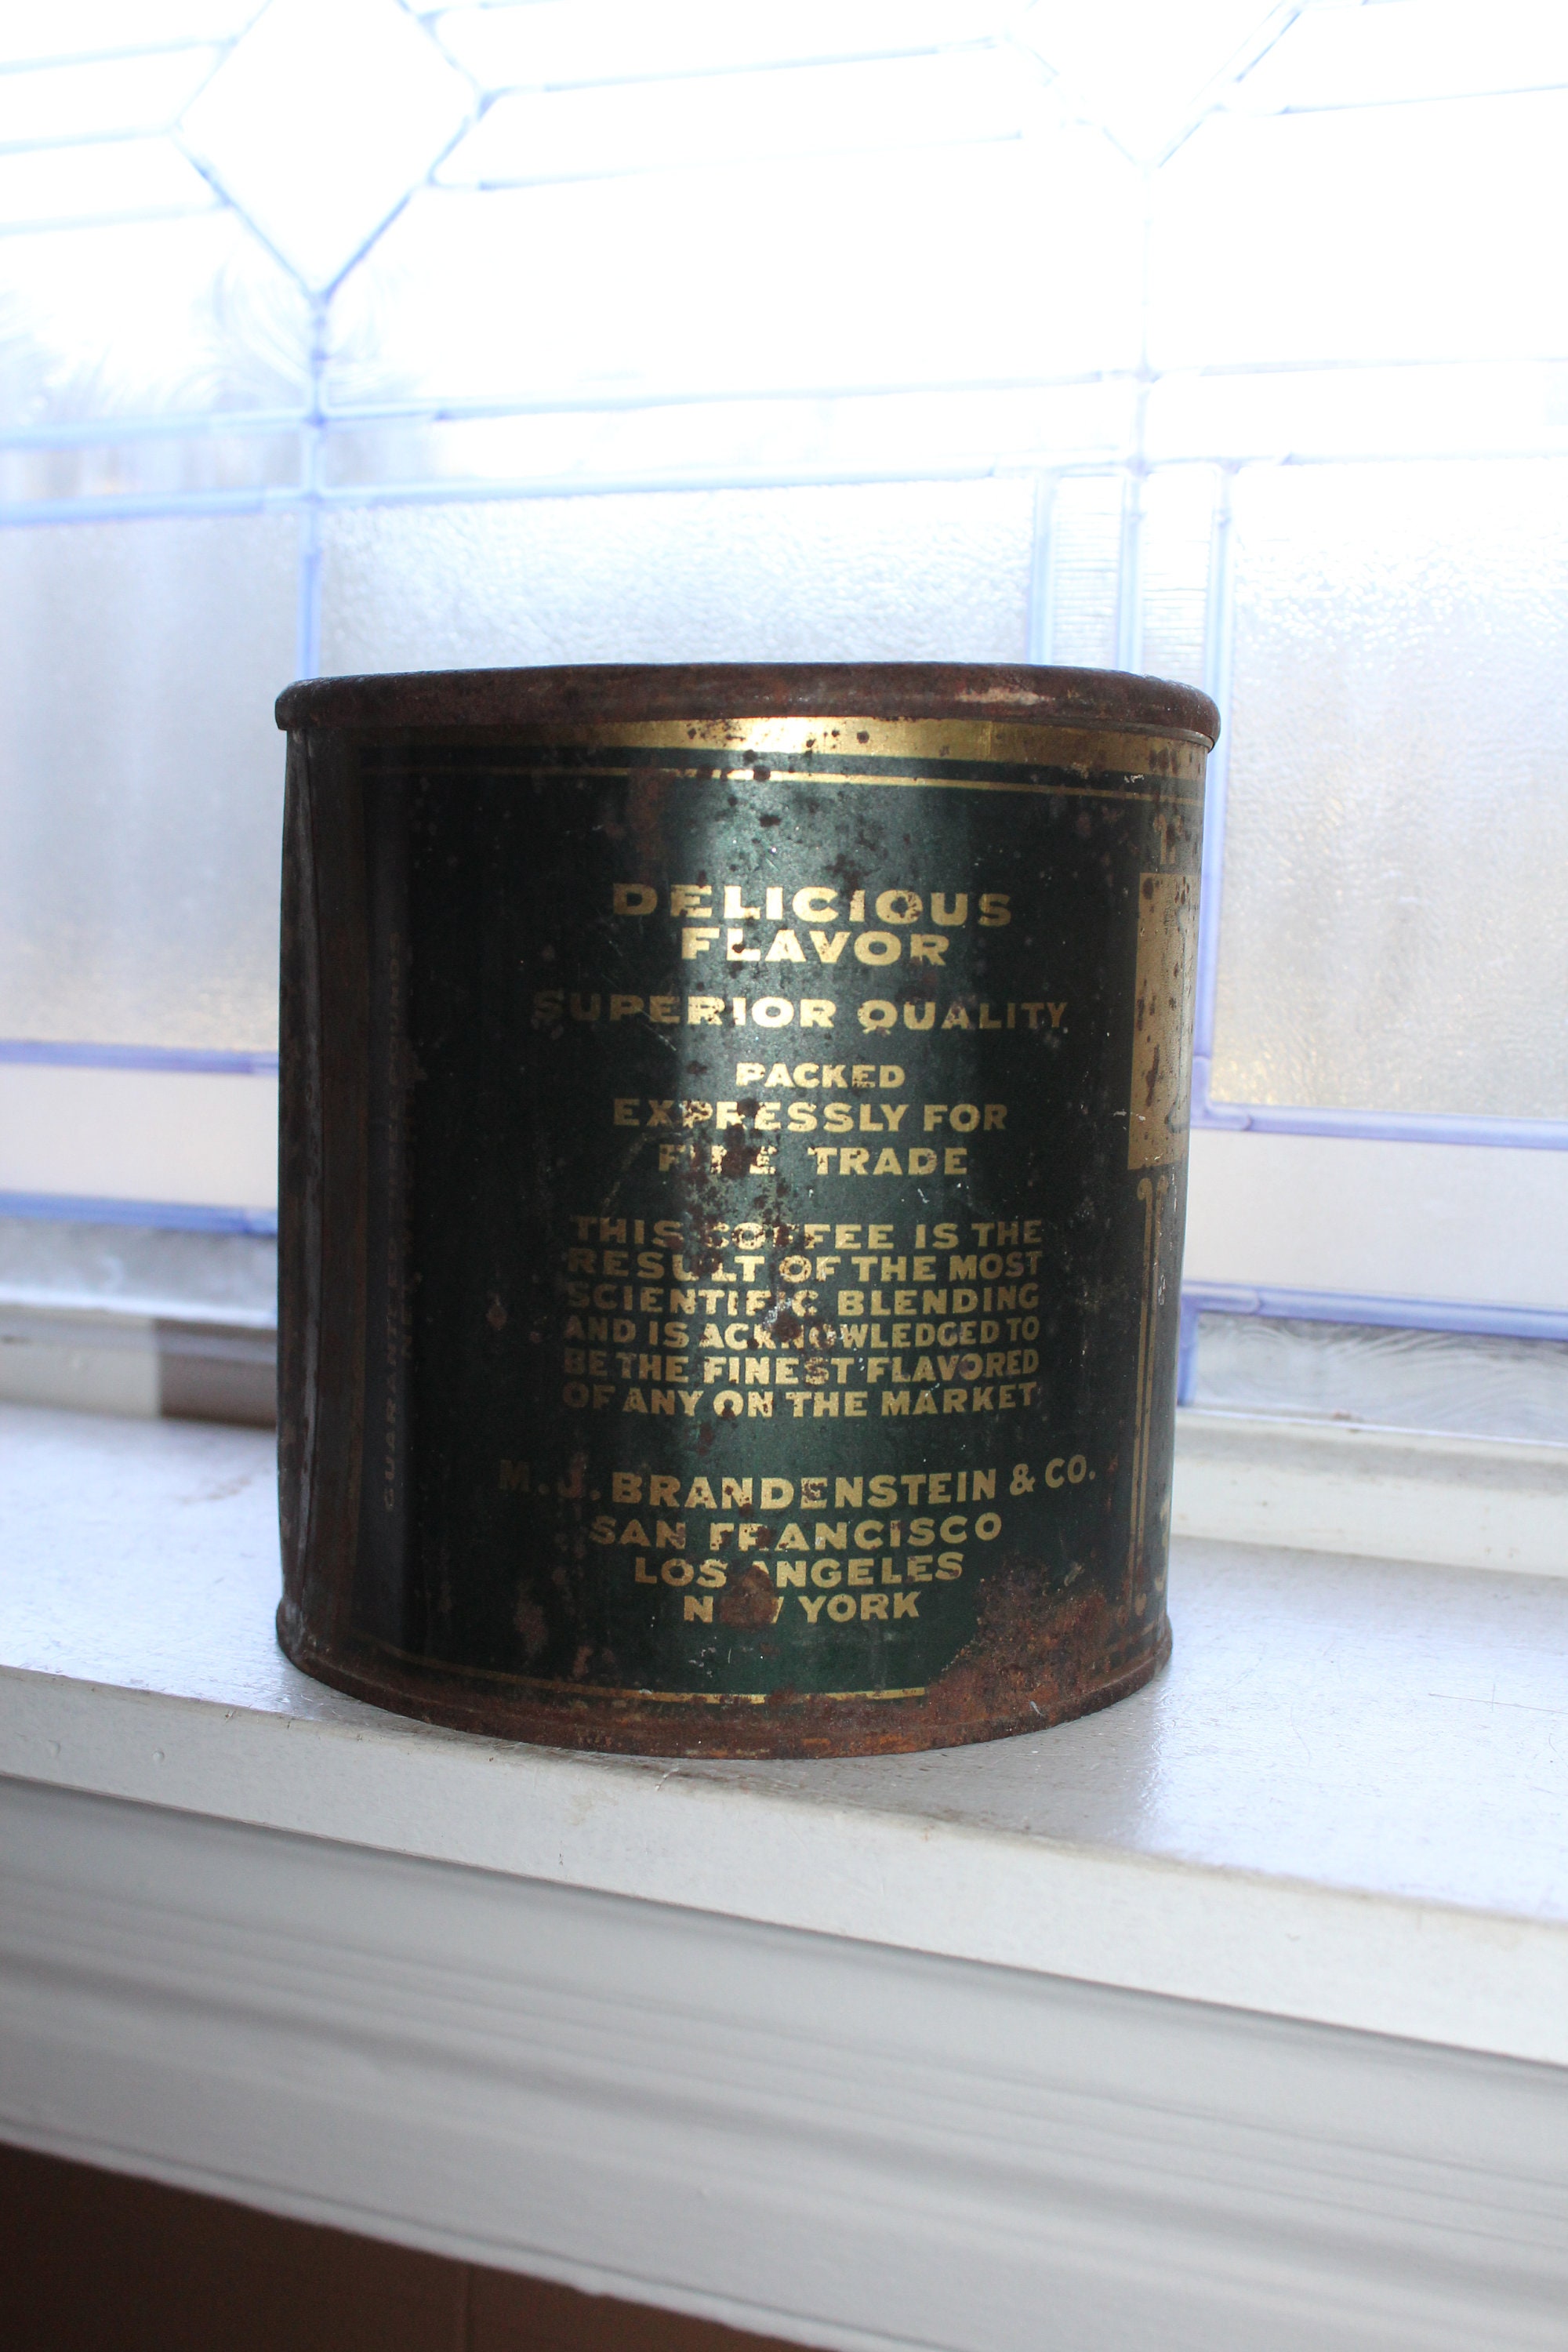 DELICIOUS
FLAVOR
SUPERIOR QUALITY
PACKED
EXPRESSLY FOR
FINE TRADE
THIS COFFEE IS THE
RESULT OF THE MOST
SCIENTIFIC BLENDING
AND IS ACKNOWLEDGED TO
BE THE FINEST FLAVORED
OF ANY ON THE MARKET
M. J. BRANDENSTEIN & CO.
SAN FRANCISCO
LOS ANGELES
NEW YORK
GUARANTEED